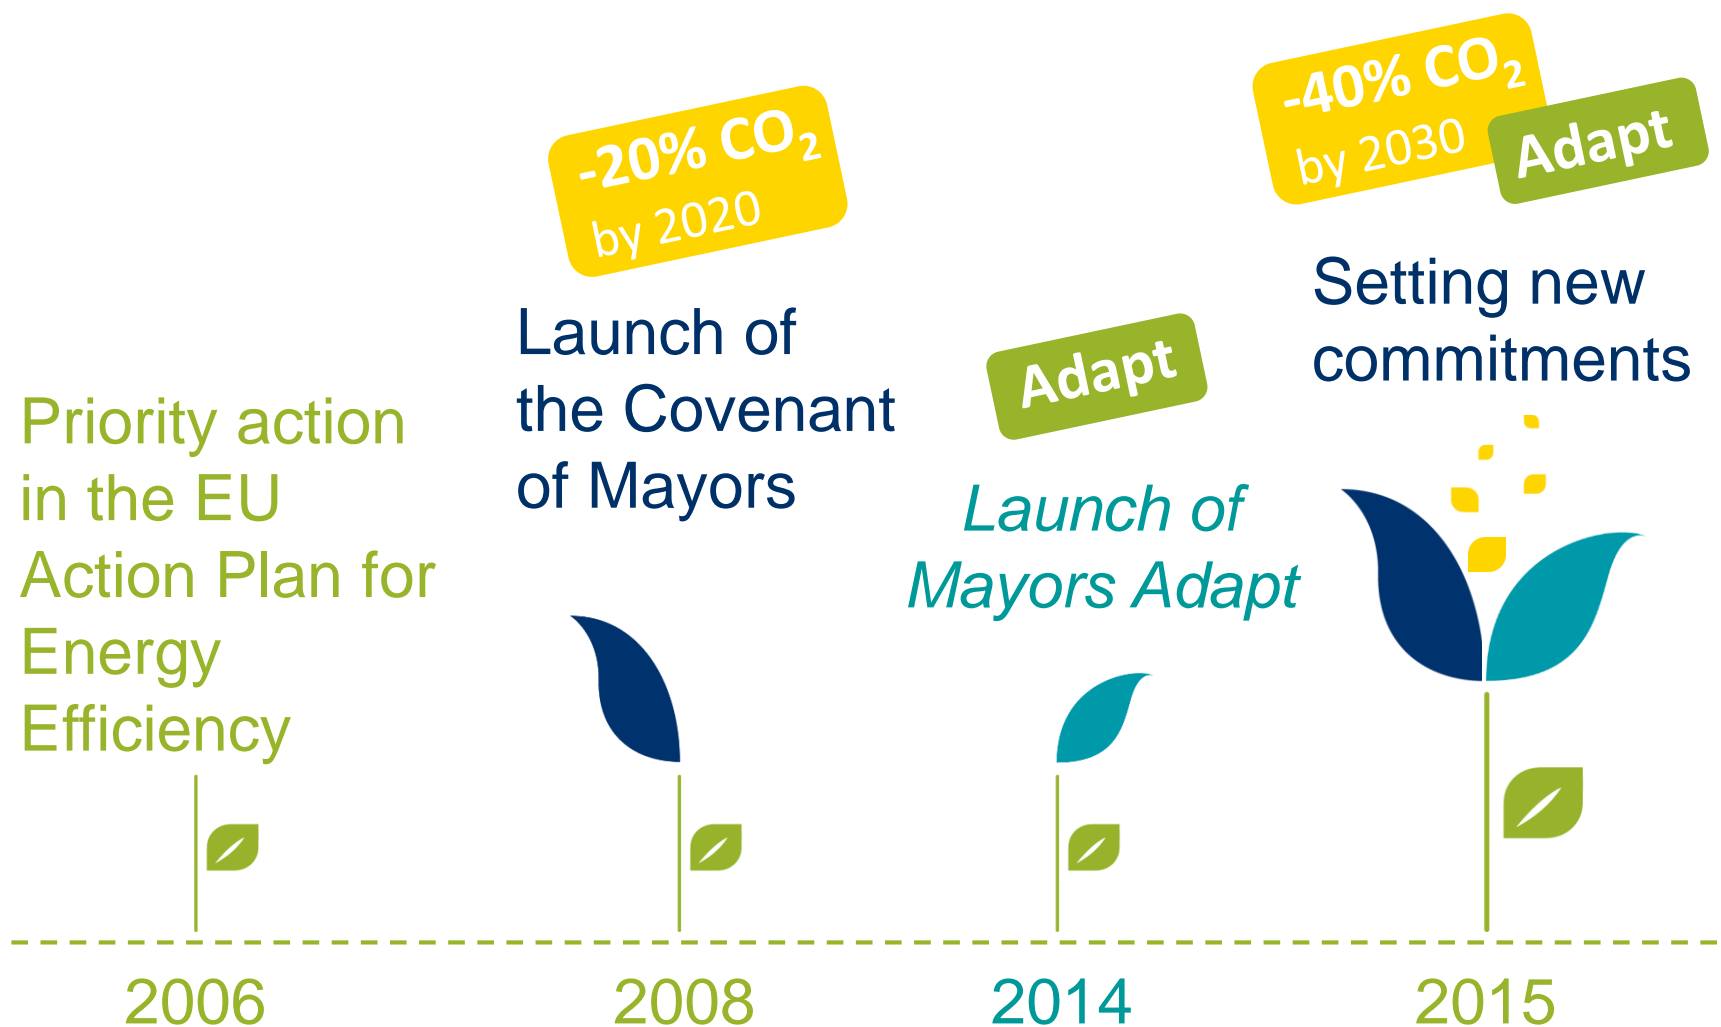 Priority action
in the EU
Action Plan for
Energy
Efficiency
2006
-20% CO₂
by 2020
Launch of
the Covenant
of Mayors
2008
Adapt
Launch of
Mayors Adapt
2014
-40% CO₂
by 2030
Adapt
Setting new
commitments
2015